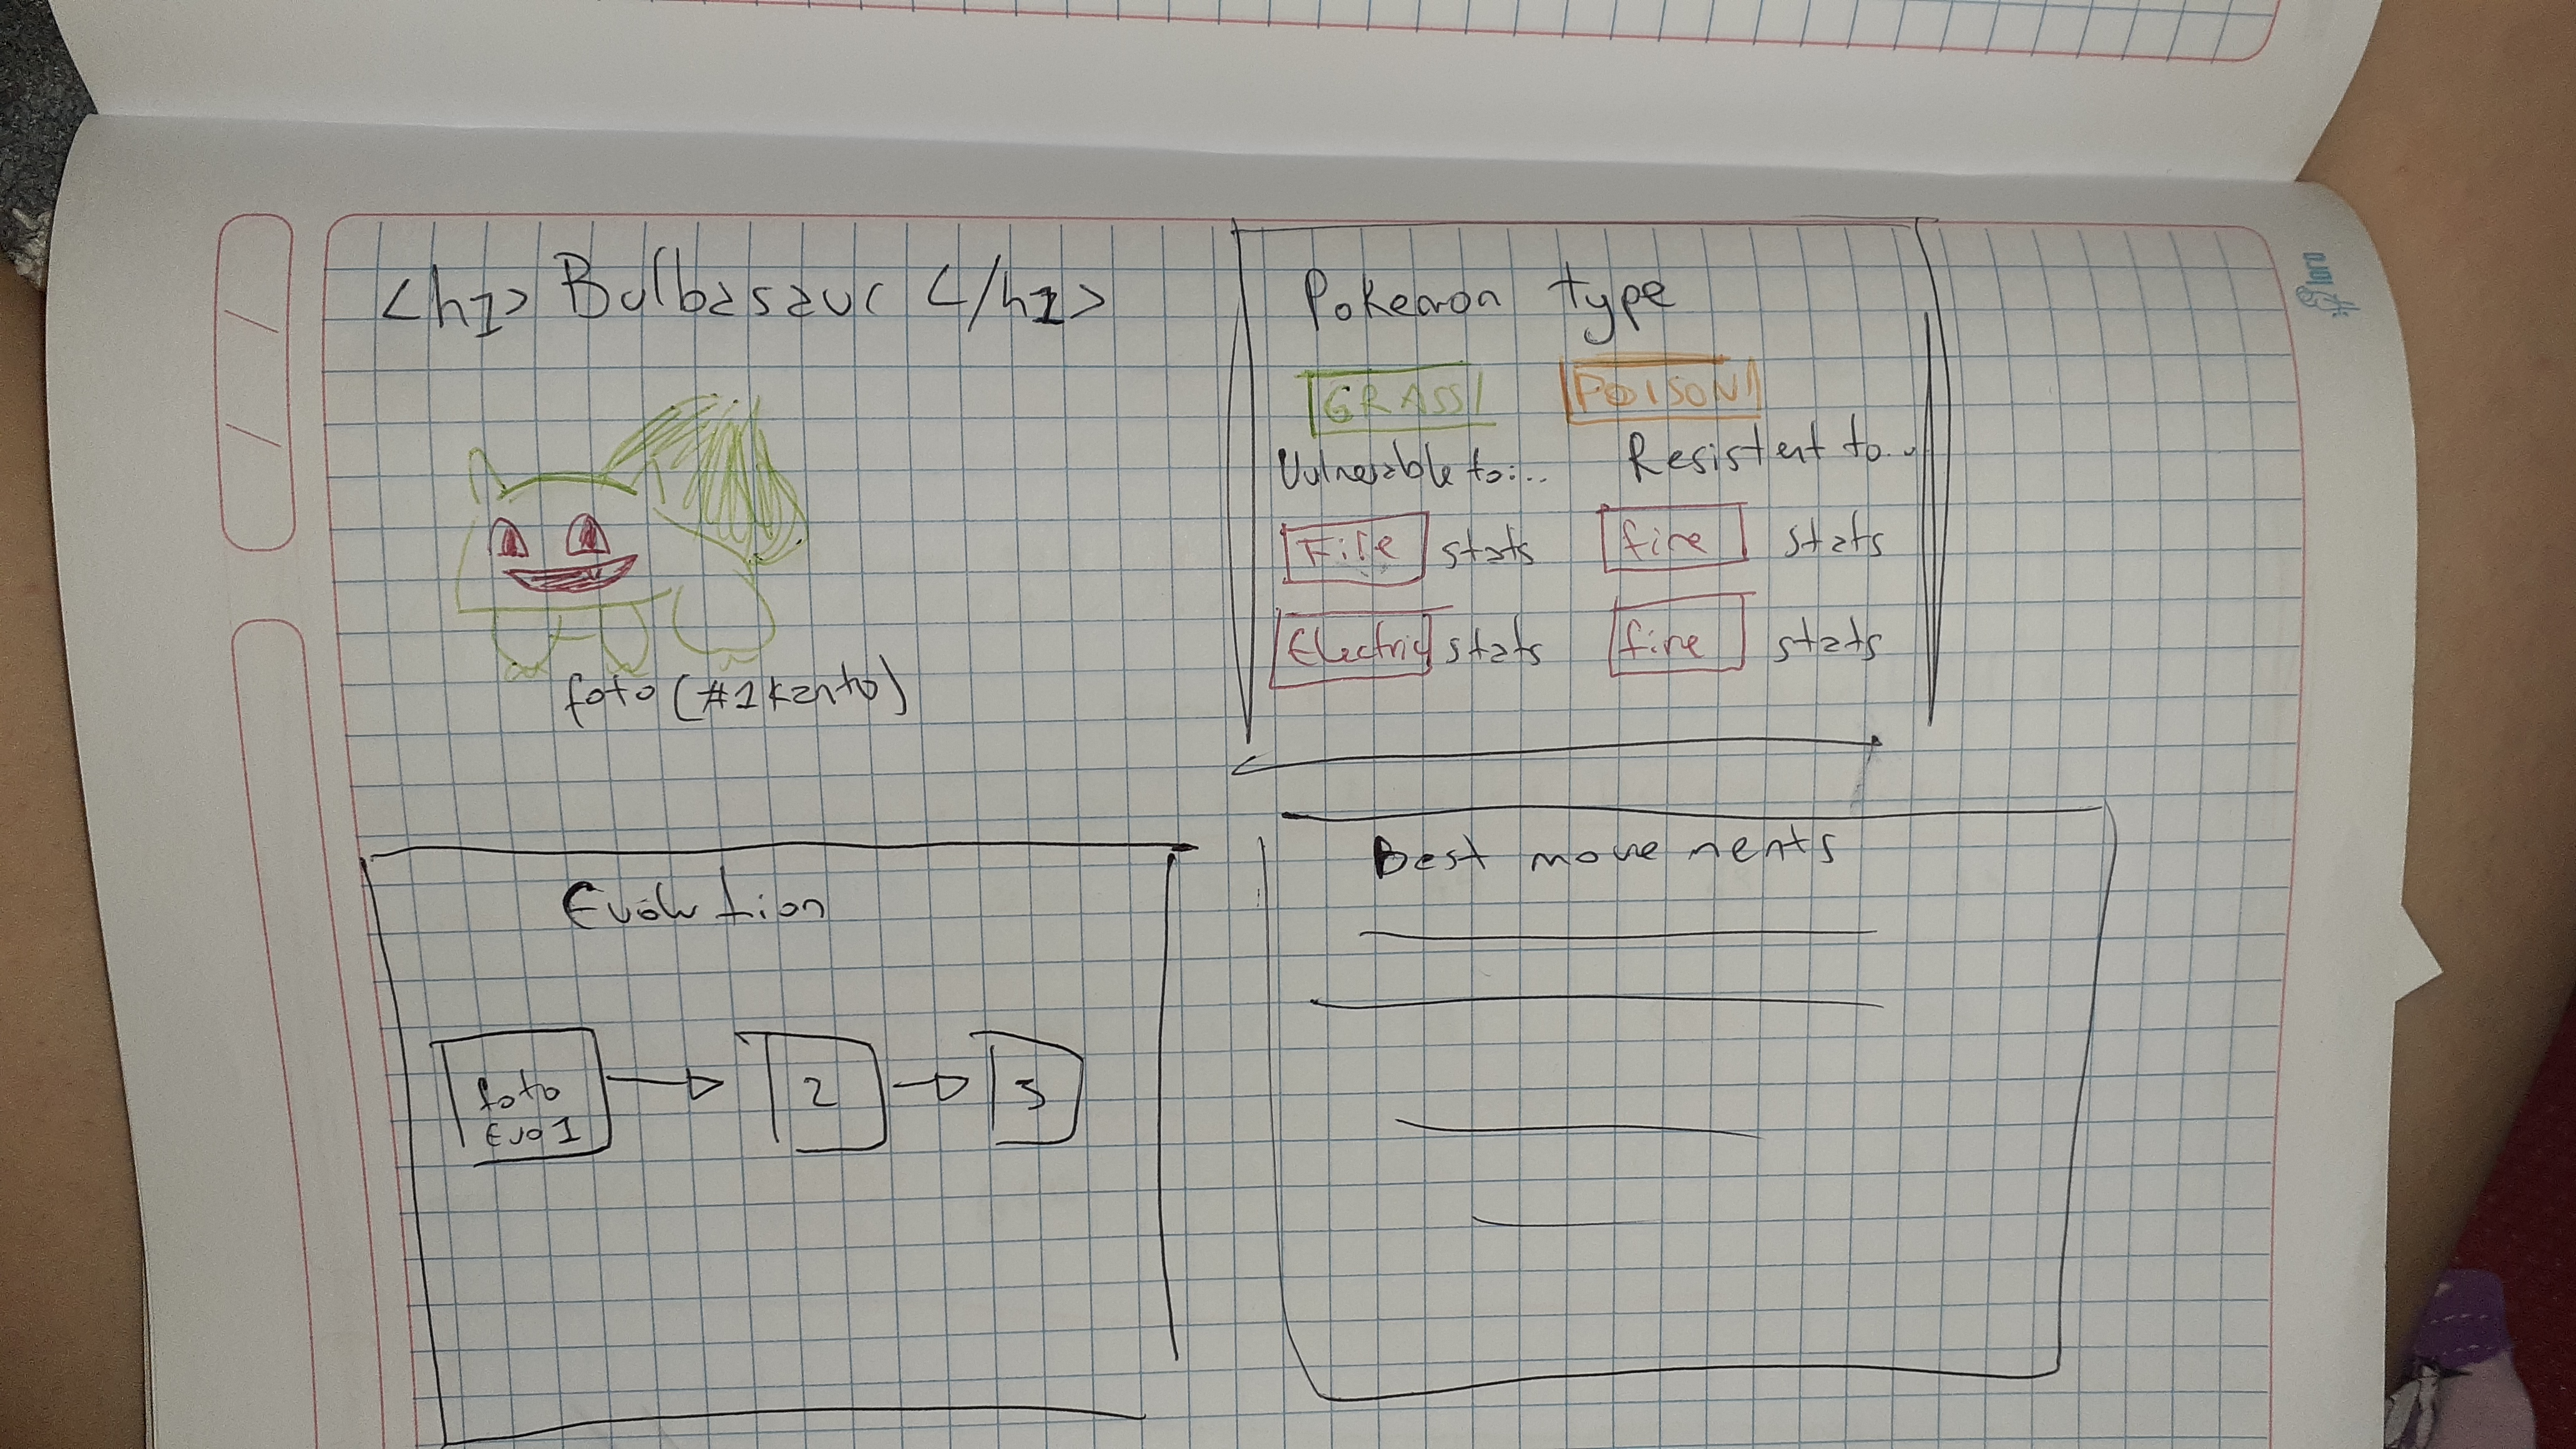 <h1> Bulbasaur </h1>
foto (#1 kanto)
Pokemon type
GRASS POISON
Vulnerable to:... Resistent to...
Fire stats fire stats
Electric stats fire stats
Evolution
foto
Evo 1
2
3
Best movements